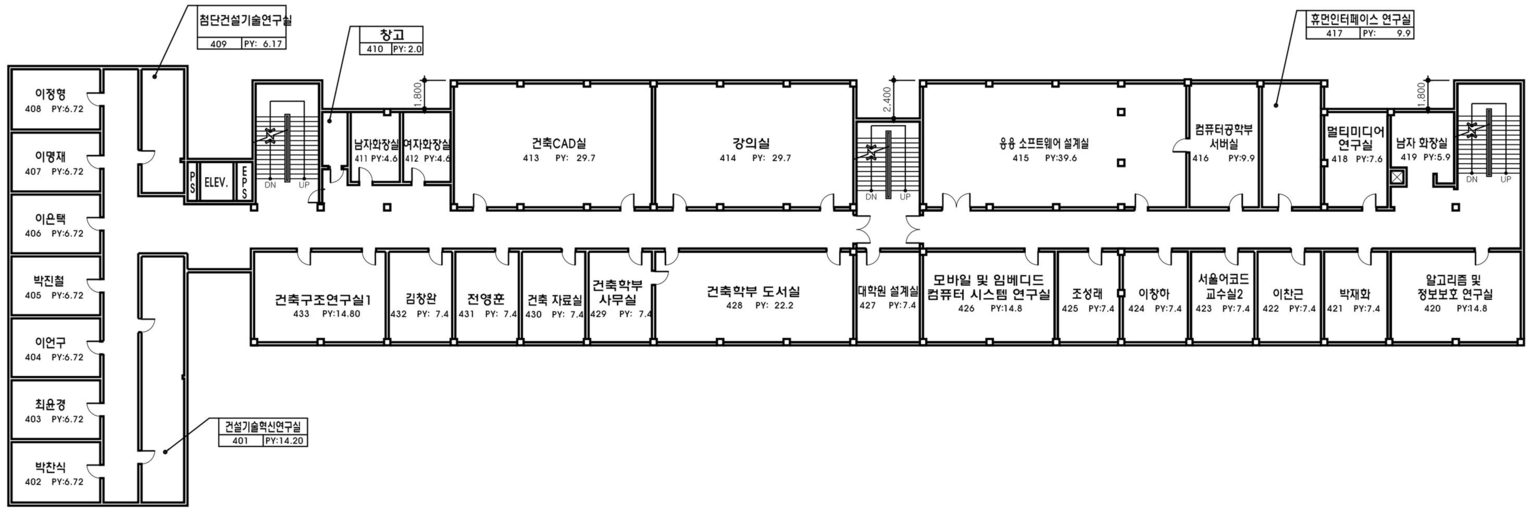 첨단건설기술연구실
409 PY: 6.17
창고
410 PY: 2.0
휴먼인터페이스 연구실
417 PY: 9.9
이정형
408 PY:6.72
이명재
407 PY:6.72
이은택
406 PY:6.72
박진철
405 PY:6.72
이언구
404 PY:6.72
최윤경
403 PY:6.72
박찬식
402 PY:6.72
건설기술혁신연구실
401 PY:14.20
PS
ELEV.
EPS
DN UP
남자화장실
411 PY:4.6
여자화장실
412 PY:4.6
1,800
건축CAD실
413 PY: 29.7
강의실
414 PY: 29.7
2,400
DN UP
응용 소프트웨어 설계실
415 PY:39.6
컴퓨터공학부
서버실
416 PY:9.9
멀티미디어
연구실
418 PY:7.6
1,800
남자 화장실
419 PY:5.9
DN UP
건축구조연구실1
433 PY:14.80
김창완
432 PY: 7.4
전영훈
431 PY: 7.4
건축 자료실
430 PY: 7.4
건축학부
사무실
429 PY: 7.4
건축학부 도서실
428 PY: 22.2
대학원 설계실
427 PY:7.4
모바일 및 임베디드
컴퓨터 시스템 연구실
426 PY:14.8
조성래
425 PY:7.4
이창하
424 PY:7.4
서울어코드
교수실2
423 PY:7.4
이찬근
422 PY:7.4
박재화
421 PY:7.4
알고리즘 및
정보보호 연구실
420 PY:14.8